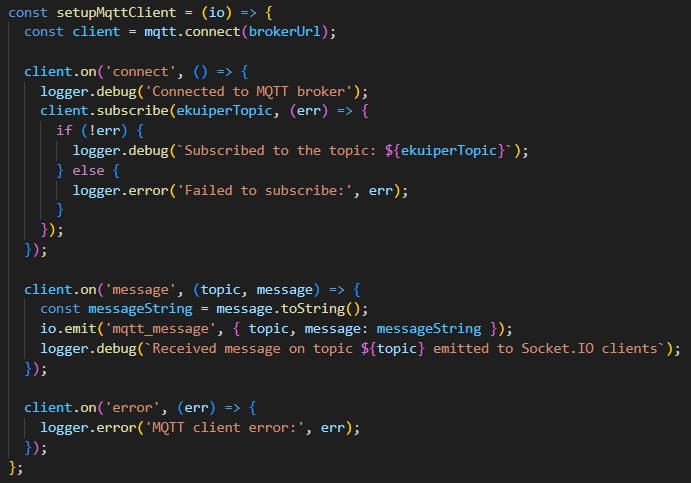 const setupMqttClient = (io) => {
  const client = mqtt.connect(brokerUrl);

  client.on('connect', () => {
    logger.debug('Connected to MQTT broker');
    client.subscribe(ekuiperTopic, (err) => {
      if (!err) {
        logger.debug(`Subscribed to the topic: ${ekuiperTopic}`);
      } else {
        logger.error('Failed to subscribe:', err);
      }
    });
  });

  client.on('message', (topic, message) => {
    const messageString = message.toString();
    io.emit('mqtt_message', { topic, message: messageString });
    logger.debug(`Received message on topic ${topic} emitted to Socket.IO clients`);
  });

  client.on('error', (err) => {
    logger.error('MQTT client error:', err);
  });
};